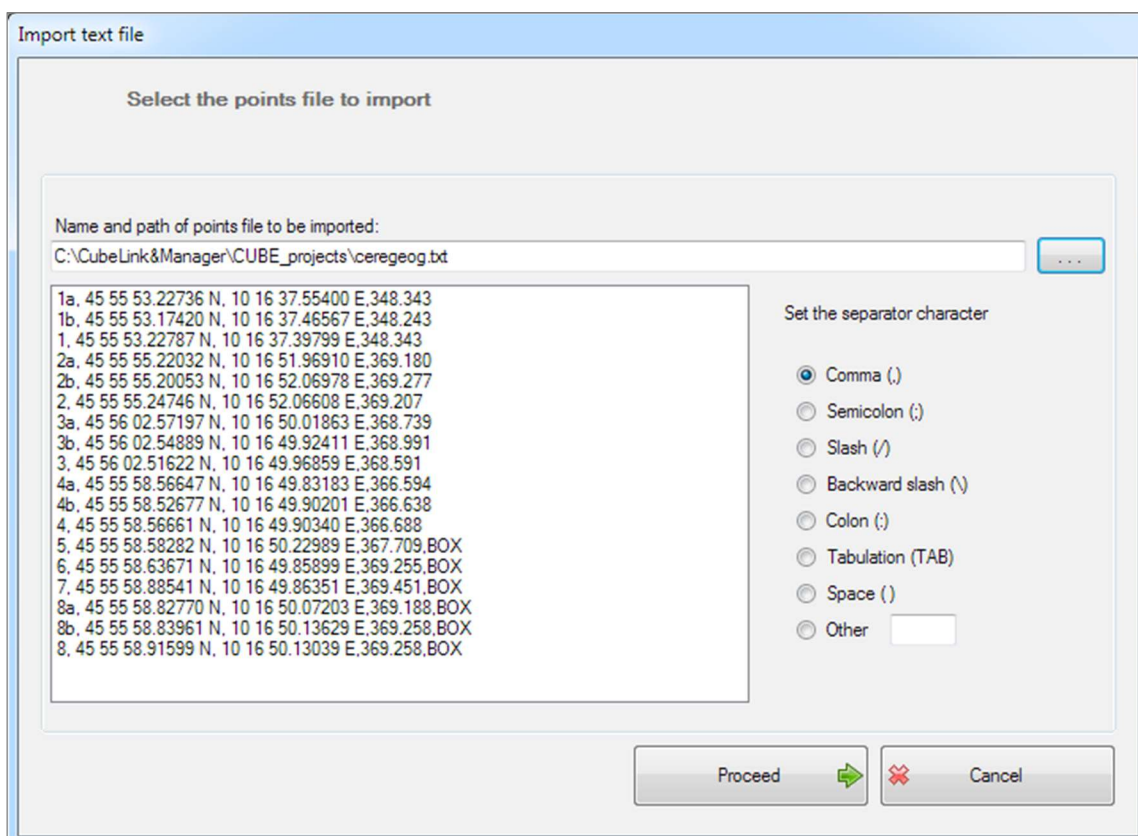 Import text file
Select the points file to import
Name and path of points file to be imported:
C:\CubeLink&Manager\CUBE_projects\ceregeog.txt
. . .
1a, 45 55 53.22736 N, 10 16 37.55400 E,348.343
1b, 45 55 53.17420 N, 10 16 37.46567 E,348.243
1, 45 55 53.22787 N, 10 16 37.39799 E,348.343
2a, 45 55 55.22032 N, 10 16 51.96910 E,369.180
2b, 45 55 55.20053 N, 10 16 52.06978 E,369.277
2, 45 55 55.24746 N, 10 16 52.06608 E,369.207
3a, 45 56 02.57197 N, 10 16 50.01863 E,368.739
3b, 45 56 02.54889 N, 10 16 49.92411 E,368.991
3, 45 56 02.51622 N, 10 16 49.96859 E,368.591
4a, 45 55 58.56647 N, 10 16 49.83183 E,366.594
4b, 45 55 58.52677 N, 10 16 49.90201 E,366.638
4, 45 55 58.56661 N, 10 16 49.90340 E,366.688
5, 45 55 58.58282 N, 10 16 50.22989 E,367.709,BOX
6, 45 55 58.63671 N, 10 16 49.85899 E,369.255,BOX
7, 45 55 58.88541 N, 10 16 49.86351 E,369.451,BOX
8a, 45 55 58.82770 N, 10 16 50.07203 E,369.188,BOX
8b, 45 55 58.83961 N, 10 16 50.13629 E,369.258,BOX
8, 45 55 58.91599 N, 10 16 50.13039 E,369.258,BOX
Set the separator character
Comma (,)
Semicolon (;)
Slash (/)
Backward slash (\)
Colon (:)
Tabulation (TAB)
Space ( )
Other
Proceed
Cancel